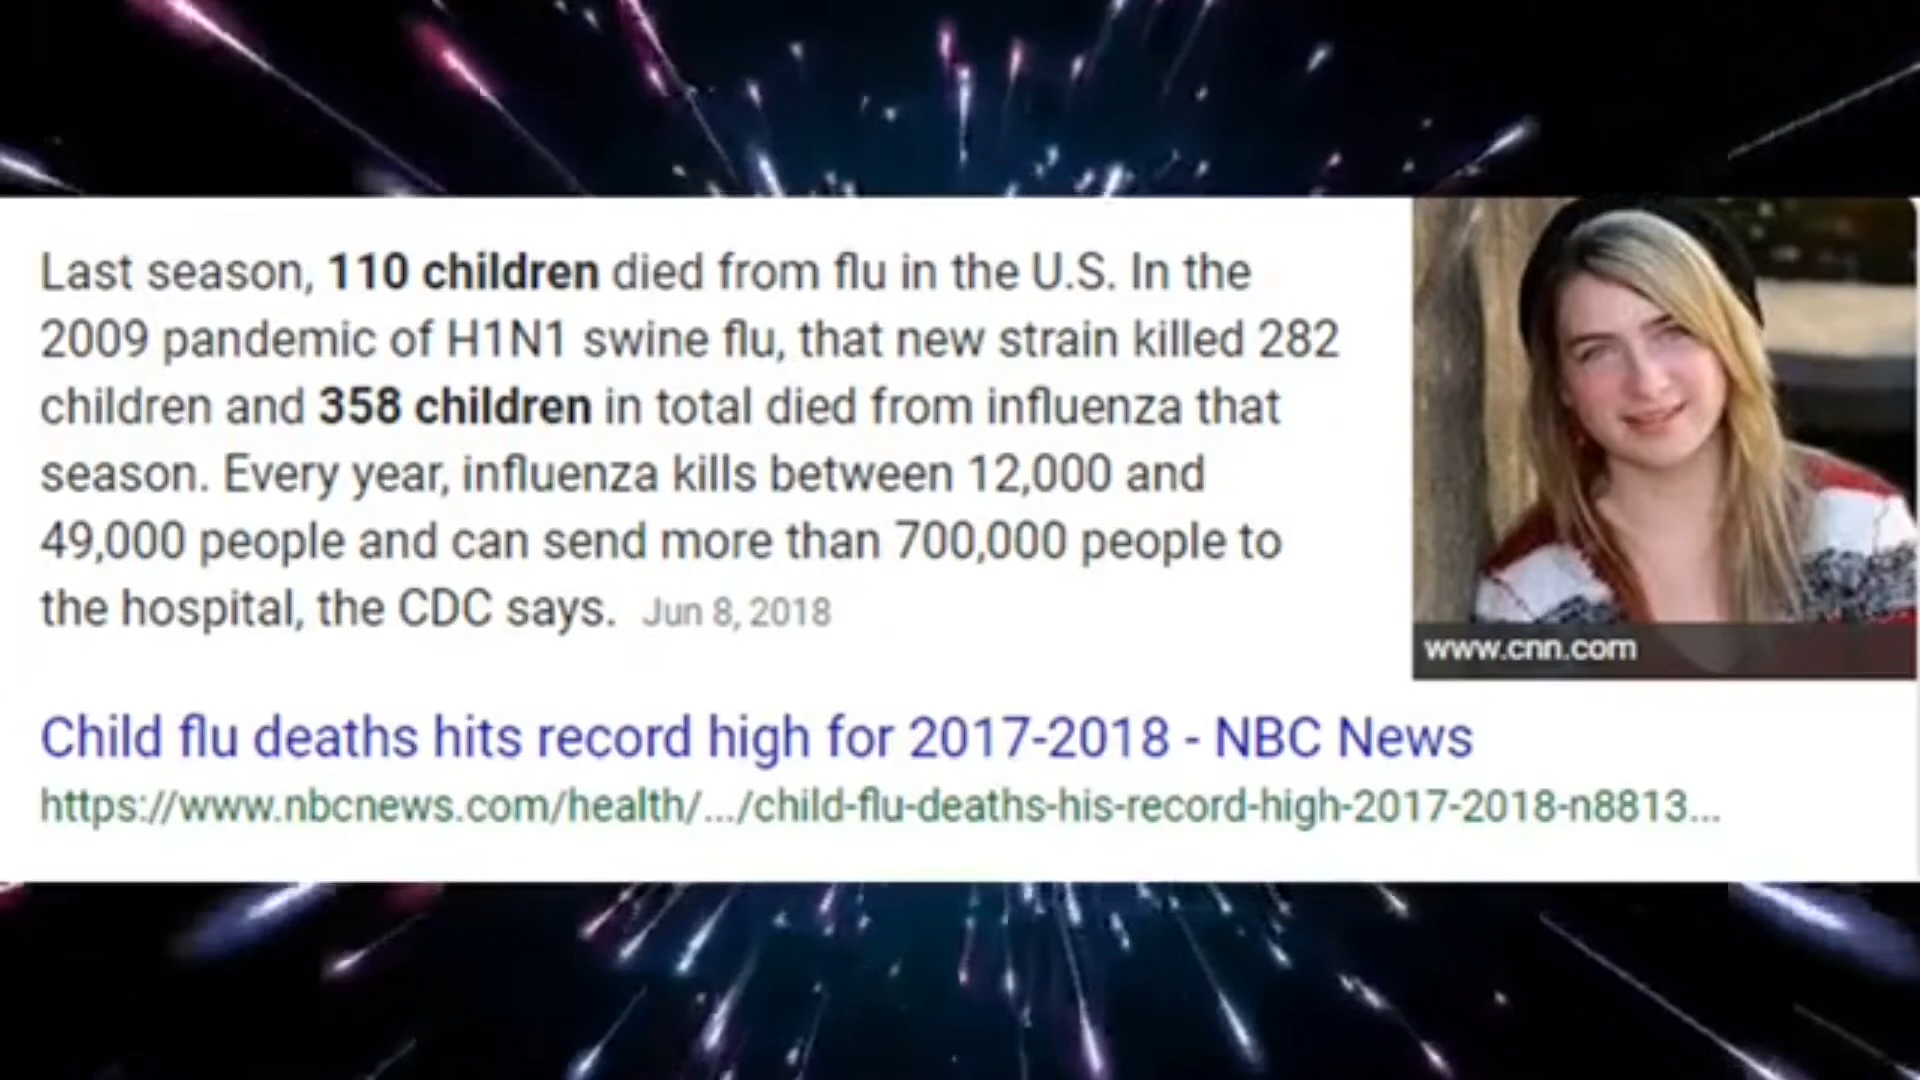 Last season, 110 children died from flu in the U.S. In the
2009 pandemic of H1N1 swine flu, that new strain killed 282
children and 358 children in total died from influenza that
season. Every year, influenza kills between 12,000 and
49,000 people and can send more than 700,000 people to
the hospital, the CDC says. Jun 8, 2018
www.cnn.com
Child flu deaths hits record high for 2017-2018 - NBC News
https://www.nbcnews.com/health/.../child-flu-deaths-his-record-high-2017-2018-n8813...